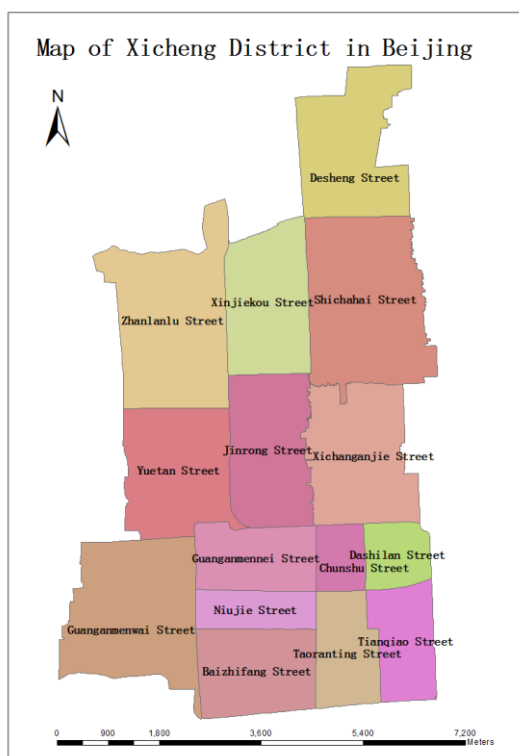 Map of Xicheng District in Beijing
N
Desheng Street
Xinjiekou Street
Shichahai Street
Zhanlanlu Street
Jinrong Street
Xichanganjie Street
Yuetan Street
Guanganmennei Street
Dashilan Street
Chunshu Street
Niujie Street
Guanganmenwai Street
Tianqiao Street
Taoranting Street
Baizhifang Street
0 900 1,800 3,600 5,400 7,200
Meters